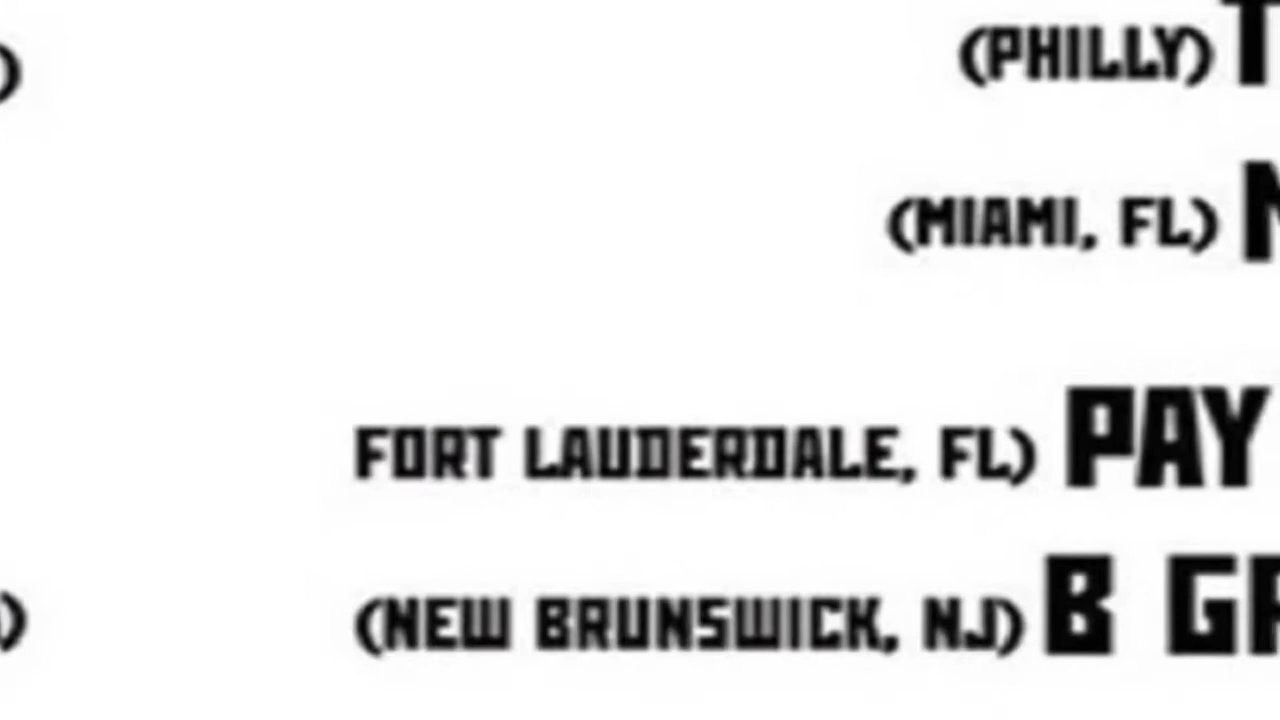 (PHILLY)
(MIAMI, FL)
FORT LAUDERDALE, FL) PAY
(NEW BRUNSWICK, NJ) B